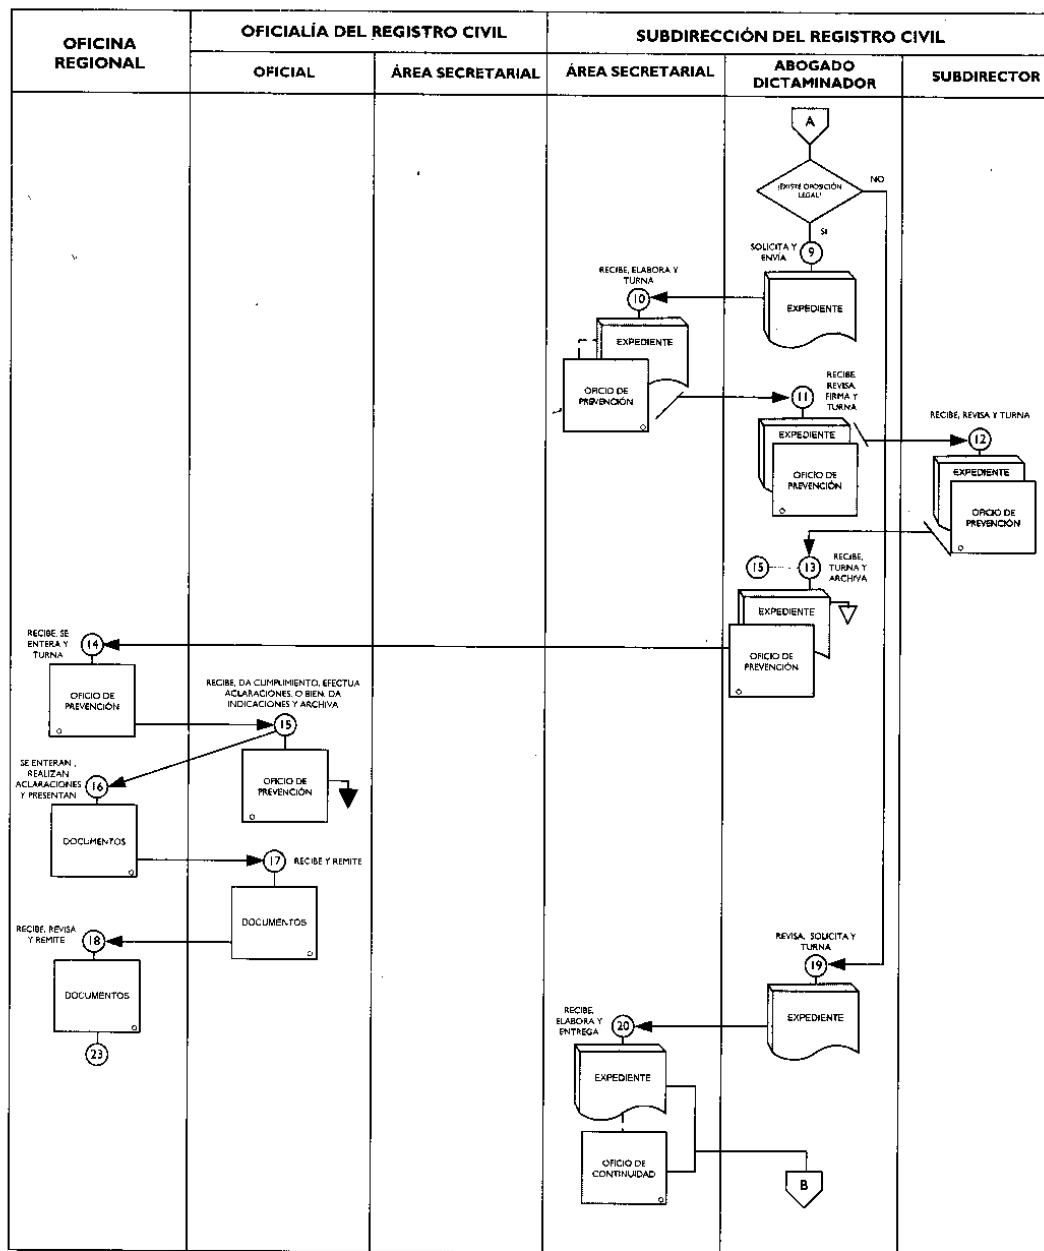 OFICINA
REGIONAL
OFICIALÍA DEL REGISTRO CIVIL
SUBDIRECCIÓN DEL REGISTRO CIVIL
OFICIAL
ÁREA SECRETARIAL
ÁREA SECRETARIAL
ABOGADO
DICTAMINADOR
SUBDIRECTOR
A
¿EXISTE OPOSICIÓN
LEGAL?
NO
SI
SOLICITA Y
ENVÍA
9
EXPEDIENTE
RECIBE, ELABORA Y
TURNA
10
EXPEDIENTE
OFICIO DE
PREVENCIÓN
RECIBE,
REVISA,
FIRMA Y
TURNA
11
EXPEDIENTE
OFICIO DE
PREVENCIÓN
RECIBE, REVISA Y TURNA
12
EXPEDIENTE
OFICIO DE
PREVENCIÓN
15
13
RECIBE,
TURNA Y
ARCHIVA
EXPEDIENTE
OFICIO DE
PREVENCIÓN
RECIBE, SE
ENTERA Y
TURNA
14
OFICIO DE
PREVENCIÓN
RECIBE, DA CUMPLIMIENTO, EFECTUA
ACLARACIONES, O BIEN, DA
INDICACIONES Y ARCHIVA
15
OFICIO DE
PREVENCIÓN
SE ENTERAN ,
REALIZAN
ACLARACIONES
Y PRESENTAN
16
DOCUMENTOS
17
RECIBE Y REMITE
DOCUMENTOS
RECIBE, REVISA
Y REMITE
18
DOCUMENTOS
23
REVISA, SOLICITA Y
TURNA
19
EXPEDIENTE
RECIBE,
ELABORA Y
ENTREGA
20
EXPEDIENTE
OFICIO DE
CONTINUIDAD
B